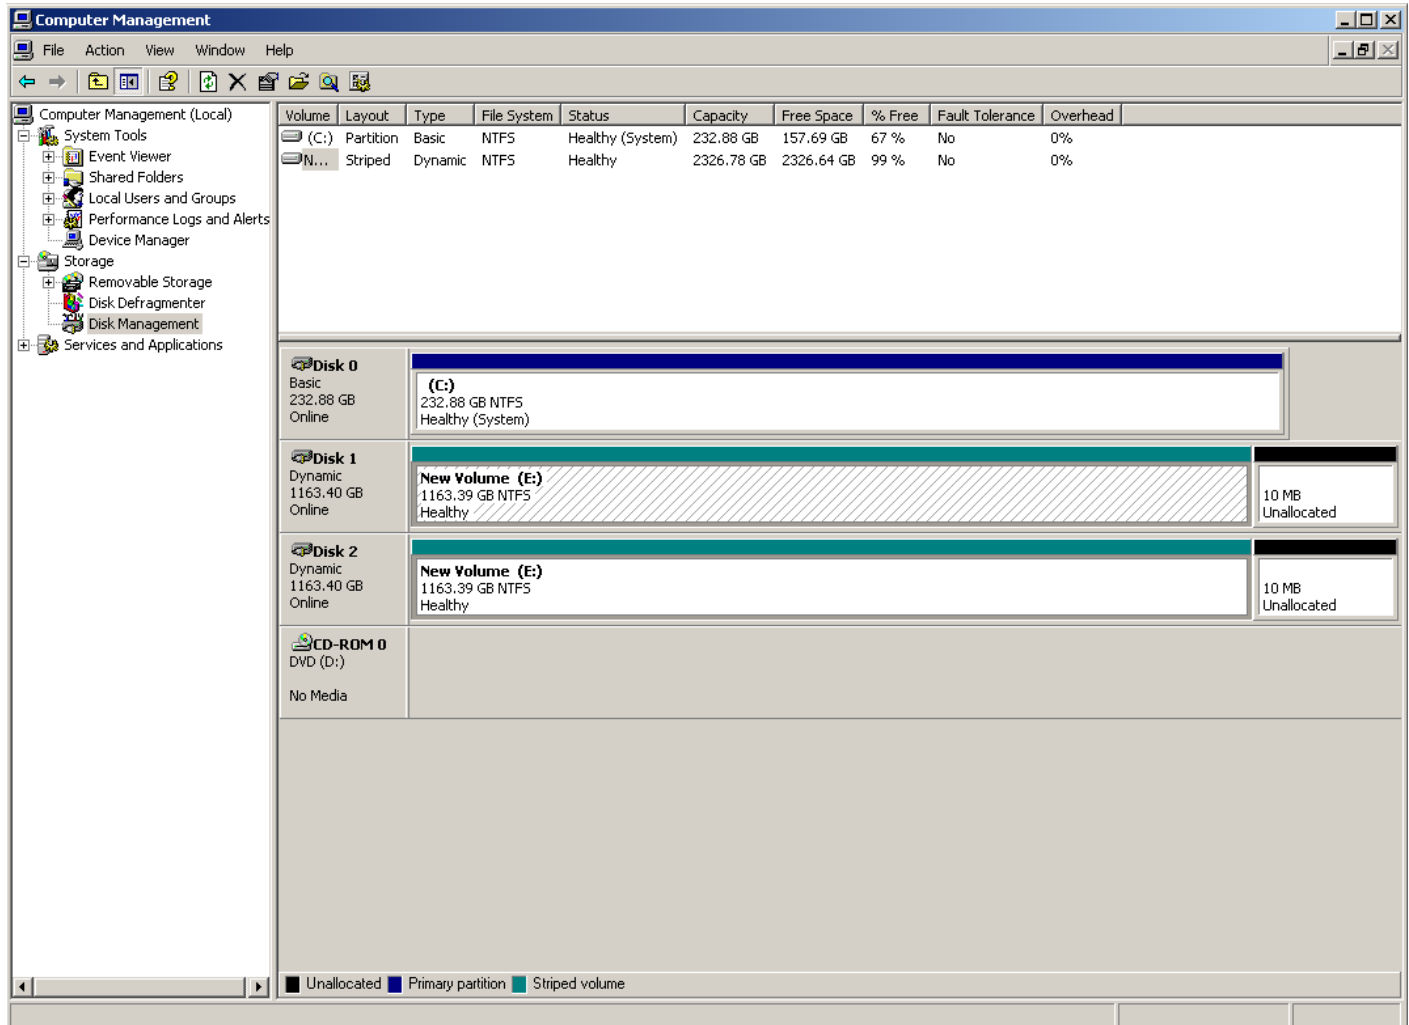 Computer Management
File Action View Window Help
Computer Management (Local)
System Tools
Event Viewer
Shared Folders
Local Users and Groups
Performance Logs and Alerts
Device Manager
Storage
Removable Storage
Disk Defragmenter
Disk Management
Services and Applications
Volume Layout Type File System Status Capacity Free Space % Free Fault Tolerance Overhead
(C:) Partition Basic NTFS Healthy (System) 232.88 GB 157.69 GB 67 % No 0%
N... Striped Dynamic NTFS Healthy 2326.78 GB 2326.64 GB 99 % No 0%
Disk 0
Basic
232.88 GB
Online
(C:)
232.88 GB NTFS
Healthy (System)
Disk 1
Dynamic
1163.40 GB
Online
New Volume (E:)
1163.39 GB NTFS
Healthy
10 MB
Unallocated
Disk 2
Dynamic
1163.40 GB
Online
New Volume (E:)
1163.39 GB NTFS
Healthy
10 MB
Unallocated
CD-ROM 0
DVD (D:)
No Media
Unallocated Primary partition Striped volume